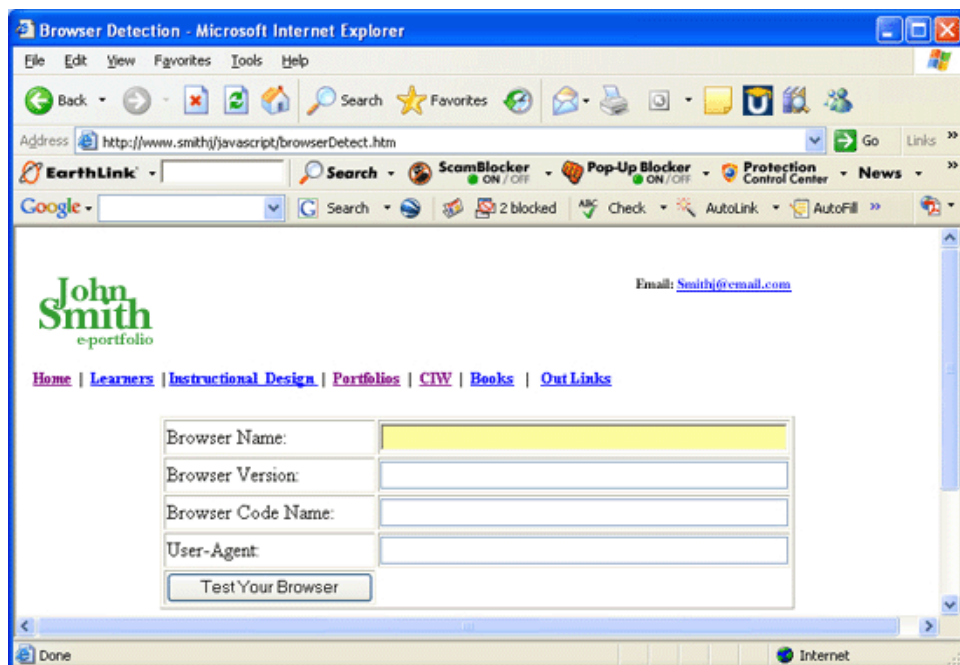 Browser Detection - Microsoft Internet Explorer
File Edit View Favorites Tools Help
Back Search Favorites
Address http://www.smithj/javascript/browserDetect.htm Go Links »
EarthLink Search ScamBlocker ON / OFF Pop-Up Blocker ON / OFF Protection Control Center News »
Google Search 2 blocked ABC Check AutoLink AutoFill »
John
Smith
e-portfolio
Email: Smithj@email.com
Home | Learners | Instructional Design | Portfolios | CIW | Books | Out Links
Browser Name:
Browser Version:
Browser Code Name:
User-Agent:
Test Your Browser
Done Internet